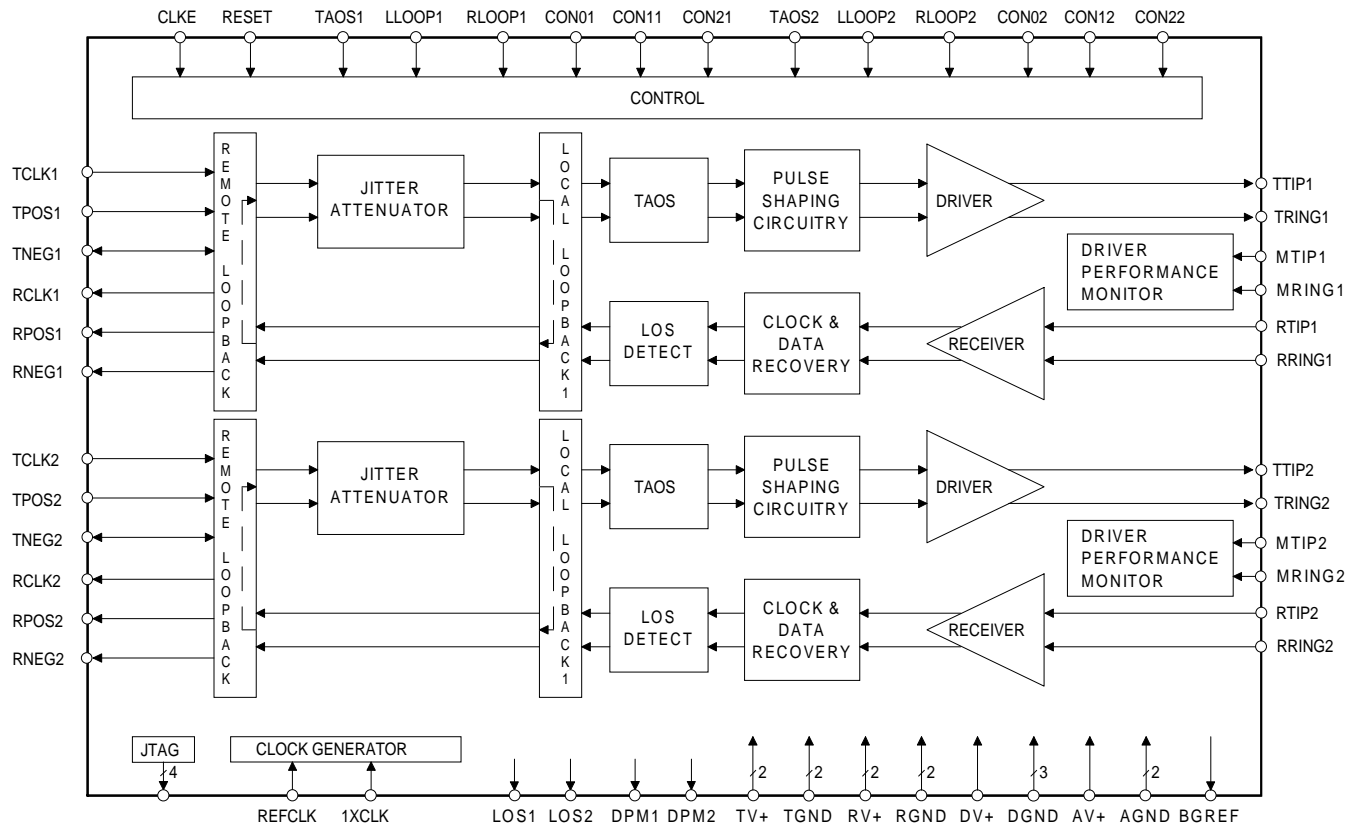 CLKE RESET TAOS1 LLOOP1 RLOOP1 CON01 CON11 CON21 TAOS2 LLOOP2 RLOOP2 CON02 CON12 CON22
CONTROL
TCLK1
TPOS1
TNEG1
RCLK1
RPOS1
RNEG1
REMOTE LOOPBACK
JITTER
ATTENUATOR
LOCAL LOOPBACK1
TAOS
PULSE
SHAPING
CIRCUITRY
DRIVER
TTIP1
TRING1
DRIVER
PERFORMANCE
MONITOR
MTIP1
MRING1
LOS
DETECT
CLOCK &
DATA
RECOVERY
RECEIVER
RTIP1
RRING1
TCLK2
TPOS2
TNEG2
RCLK2
RPOS2
RNEG2
REMOTE LOOPBACK
JITTER
ATTENUATOR
LOCAL LOOPBACK1
TAOS
PULSE
SHAPING
CIRCUITRY
DRIVER
TTIP2
TRING2
DRIVER
PERFORMANCE
MONITOR
MTIP2
MRING2
LOS
DETECT
CLOCK &
DATA
RECOVERY
RECEIVER
RTIP2
RRING2
JTAG
CLOCK GENERATOR
4 2 2 2 2 3 2
REFCLK 1XCLK LOS1 LOS2 DPM1 DPM2 TV+ TGND RV+ RGND DV+ DGND AV+ AGND BGREF